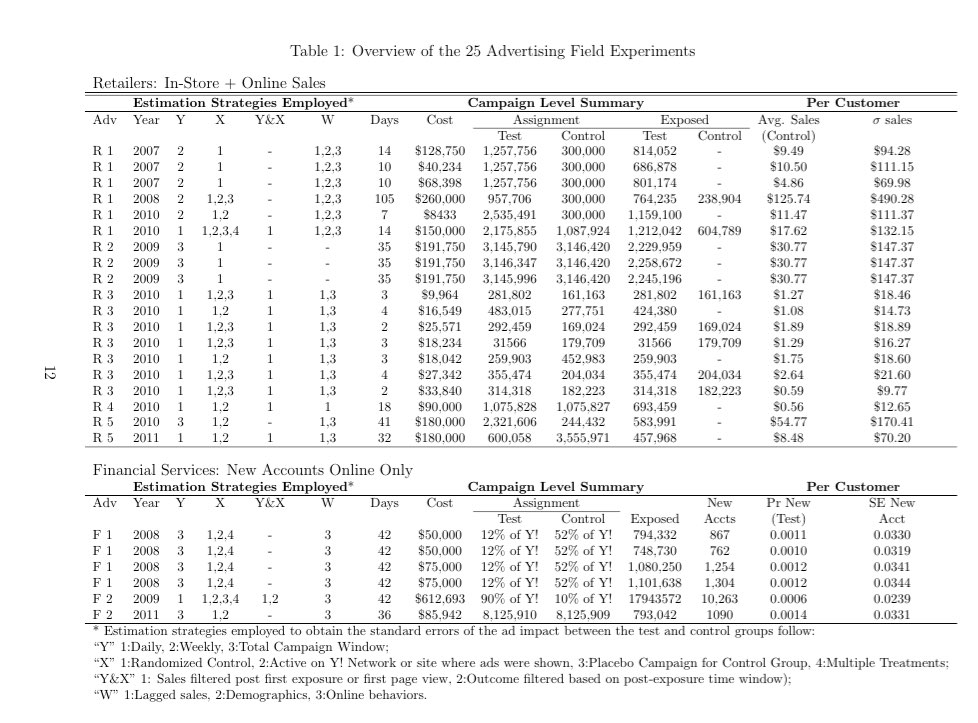 Table 1: Overview of the 25 Advertising Field Experiments
Retailers: In-Store + Online Sales
Estimation Strategies Employed* Campaign Level Summary Per Customer
Adv Year Y X Y&X W Days Cost Assignment Exposed Avg. Sales σ sales
Test Control Test Control (Control)
R 1 2007 2 1 - 1,2,3 14 $128,750 1,257,756 300,000 814,052 - $9.49 $94.28
R 1 2007 2 1 - 1,2,3 10 $40,234 1,257,756 300,000 686,878 - $10.50 $111.15
R 1 2007 2 1 - 1,2,3 10 $68,398 1,257,756 300,000 801,174 - $4.86 $69.98
R 1 2008 2 1,2,3 - 1,2,3 105 $260,000 957,706 300,000 764,235 238,904 $125.74 $490.28
R 1 2010 2 1,2 - 1,2,3 7 $8433 2,535,491 300,000 1,159,100 - $11.47 $111.37
R 1 2010 1 1,2,3,4 1 1,2,3 14 $150,000 2,175,855 1,087,924 1,212,042 604,789 $17.62 $132.15
R 2 2009 3 1 - - 35 $191,750 3,145,790 3,146,420 2,229,959 - $30.77 $147.37
R 2 2009 3 1 - - 35 $191,750 3,146,347 3,146,420 2,258,672 - $30.77 $147.37
R 2 2009 3 1 - - 35 $191,750 3,145,996 3,146,420 2,245,196 - $30.77 $147.37
R 3 2010 1 1,2,3 1 1,3 3 $9,964 281,802 161,163 281,802 161,163 $1.27 $18.46
R 3 2010 1 1,2 1 1,3 4 $16,549 483,015 277,751 424,380 - $1.08 $14.73
R 3 2010 1 1,2,3 1 1,3 2 $25,571 292,459 169,024 292,459 169,024 $1.89 $18.89
R 3 2010 1 1,2,3 1 1,3 3 $18,234 31566 179,709 31566 179,709 $1.29 $16.27
R 3 2010 1 1,2 1 1,3 3 $18,042 259,903 452,983 259,903 - $1.75 $18.60
R 3 2010 1 1,2,3 1 1,3 4 $27,342 355,474 204,034 355,474 204,034 $2.64 $21.60
R 3 2010 1 1,2,3 1 1,3 2 $33,840 314,318 182,223 314,318 182,223 $0.59 $9.77
R 4 2010 1 1,2 1 1 18 $90,000 1,075,828 1,075,827 693,459 - $0.56 $12.65
R 5 2010 3 1,2 - 1,3 41 $180,000 2,321,606 244,432 583,991 - $54.77 $170.41
R 5 2011 1 1,2 1 1,3 32 $180,000 600,058 3,555,971 457,968 - $8.48 $70.20
Financial Services: New Accounts Online Only
Estimation Strategies Employed* Campaign Level Summary Per Customer
Adv Year Y X Y&X W Days Cost Assignment New Pr New SE New
Test Control Exposed Accts (Test) Acct
F 1 2008 3 1,2,4 - 3 42 $50,000 12% of Y! 52% of Y! 794,332 867 0.0011 0.0330
F 1 2008 3 1,2,4 - 3 42 $50,000 12% of Y! 52% of Y! 748,730 762 0.0010 0.0319
F 1 2008 3 1,2,4 - 3 42 $75,000 12% of Y! 52% of Y! 1,080,250 1,254 0.0012 0.0341
F 1 2008 3 1,2,4 - 3 42 $75,000 12% of Y! 52% of Y! 1,101,638 1,304 0.0012 0.0344
F 2 2009 1 1,2,3,4 1,2 3 42 $612,693 90% of Y! 10% of Y! 17943572 10,263 0.0006 0.0239
F 2 2011 3 1,2 - 3 36 $85,942 8,125,910 8,125,909 793,042 1090 0.0014 0.0331
* Estimation strategies employed to obtain the standard errors of the ad impact between the test and control groups follow:
“Y” 1:Daily, 2:Weekly, 3:Total Campaign Window;
“X” 1:Randomized Control, 2:Active on Y! Network or site where ads were shown, 3:Placebo Campaign for Control Group, 4:Multiple Treatments;
“Y&X” 1: Sales filtered post first exposure or first page view, 2:Outcome filtered based on post-exposure time window);
“W” 1:Lagged sales, 2:Demographics, 3:Online behaviors.
12